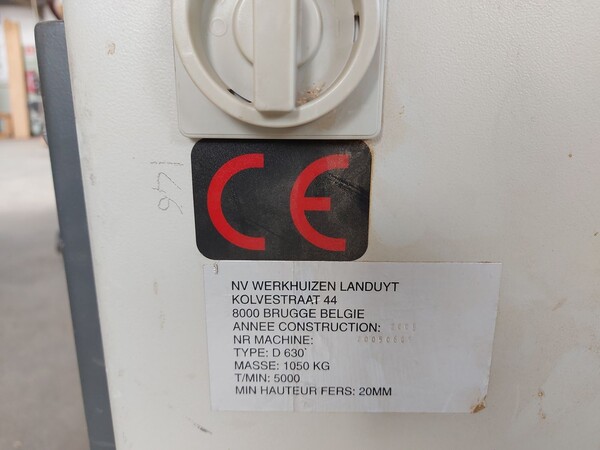 CE
NV WERKHUIZEN LANDUYT
KOLVESTRAAT 44
8000 BRUGGE BELGIE
ANNEE CONSTRUCTION:
NR MACHINE:
TYPE: D 630
MASSE: 1050 KG
T/MIN: 5000
MIN HAUTEUR FERS: 20MM